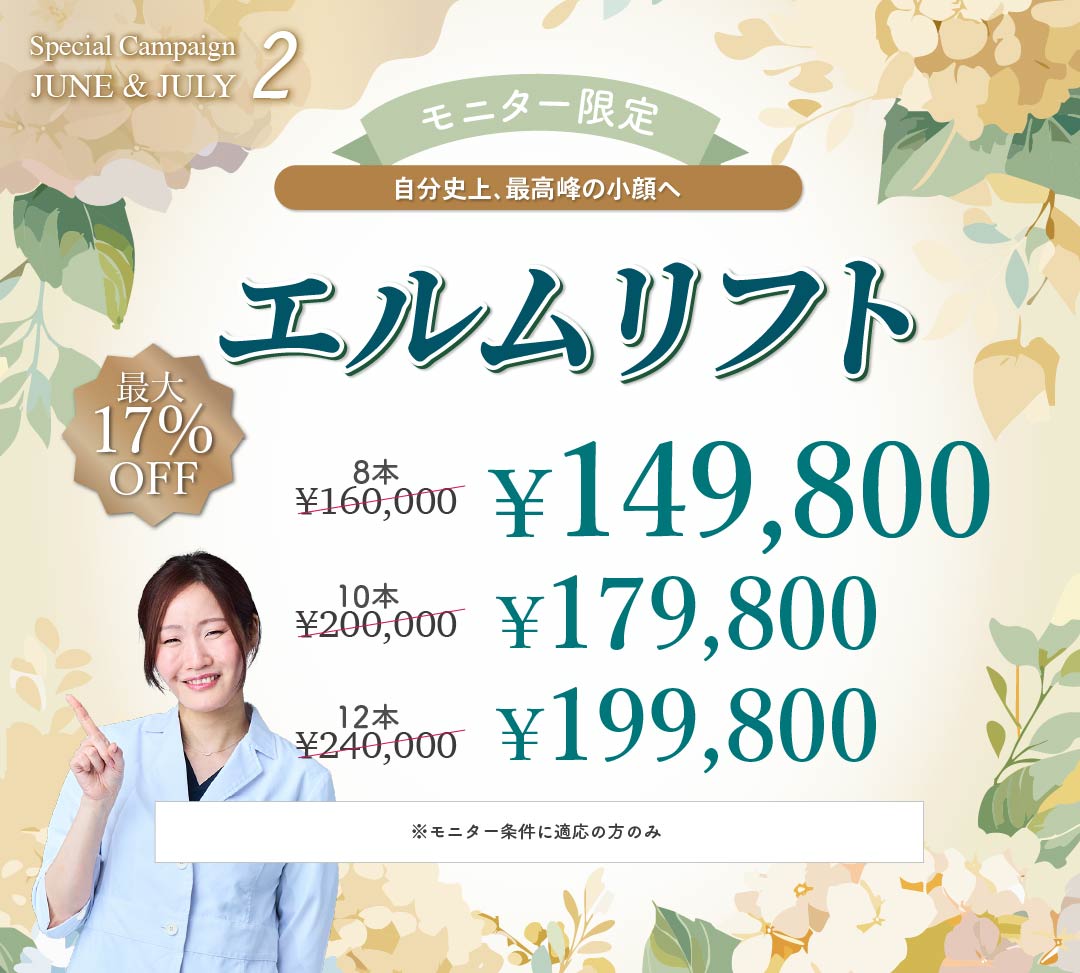 Special Campaign
JUNE & JULY 2
モニター限定
自分史上、最高峰の小顔へ
エルムリフト
最大
17%
OFF
8本
¥160,000 ¥149,800
10本
¥200,000 ¥179,800
12本
¥240,000 ¥199,800
※モニター条件に適応の方のみ